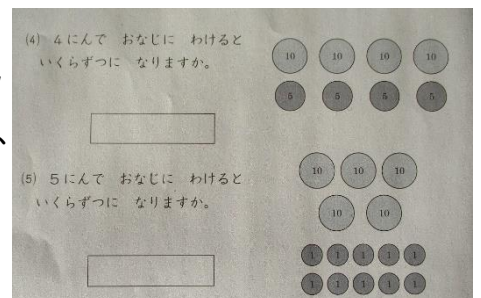 (4) 4にんで おなじに わけると
いくらずつに なりますか。
10 10 10 10
5 5 5 5
(5) 5にんで おなじに わけると
いくらずつに なりますか。
10 10 10
10 10
1 1 1 1 1
1 1 1 1 1